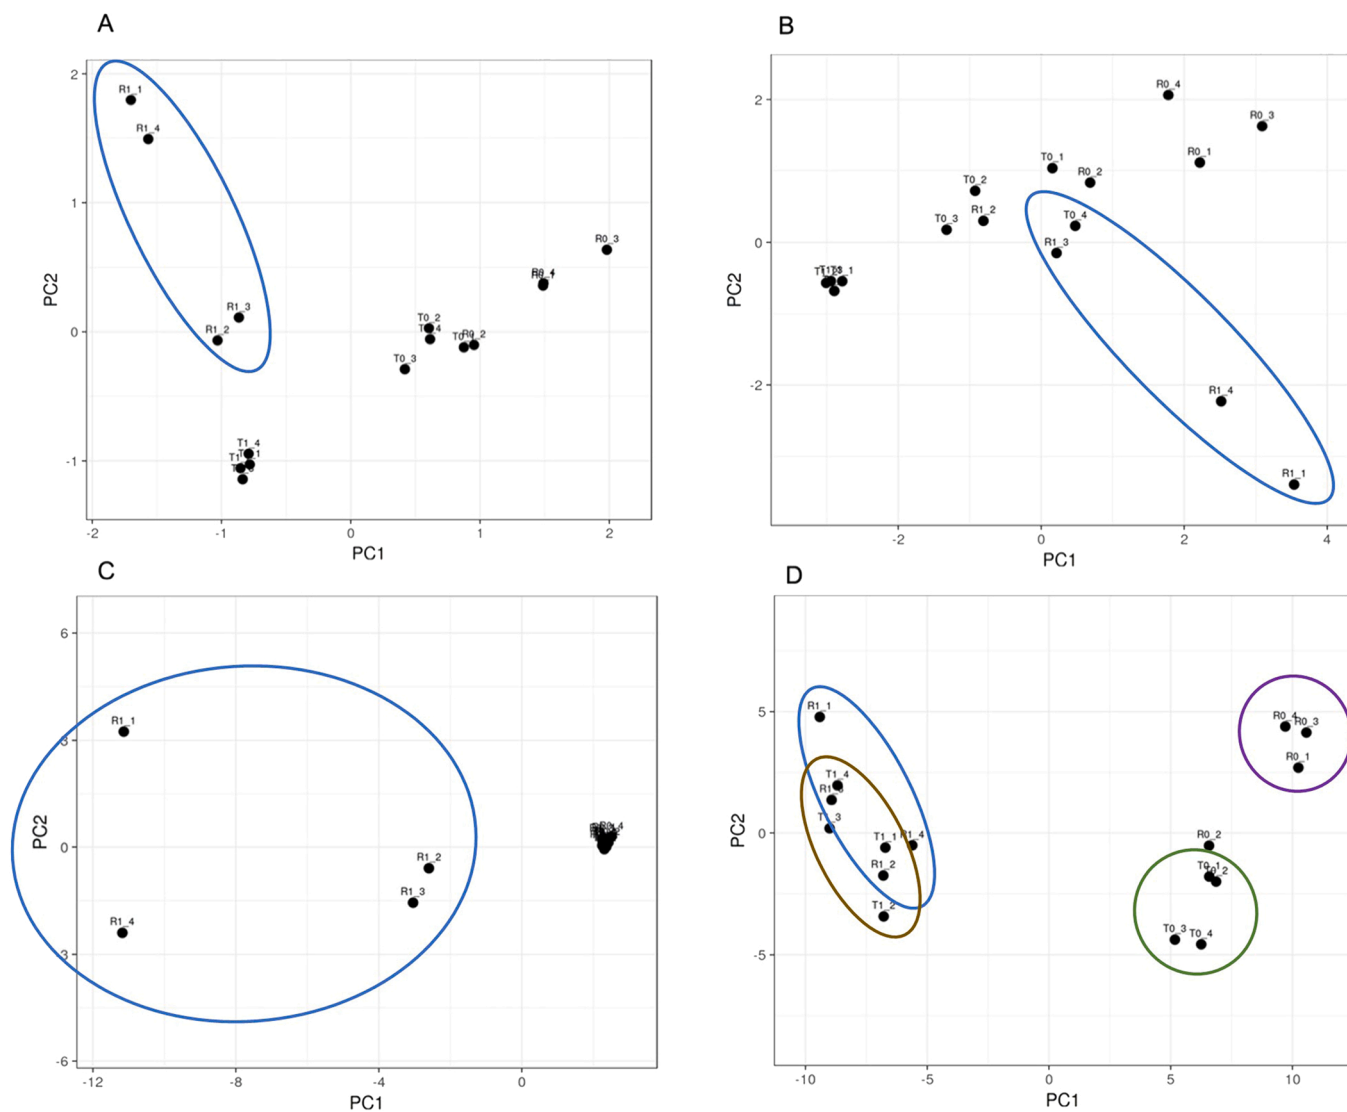 A
2
1
0
-1
-2
-1
0
1
2
PC1
PC2
R1_1
R1_4
R1_3
R1_2
R0_3
R0_4
T0_2
R0_2
T0_3
T1_4
B
2
0
-2
-2
0
2
4
PC1
PC2
R0_4
R0_3
R0_1
T0_1
R0_2
T0_2
R1_2
T0_3
T0_4
R1_3
R1_4
R1_1
C
6
3
0
-3
-6
-12
-8
-4
0
PC1
PC2
R1_1
R1_2
R1_3
R1_4
D
5
0
-5
-10
-5
0
5
10
PC1
PC2
R1_1
T1_4
T1_1
R1_4
R1_2
T1_2
R0_4
R0_3
R0_1
R0_2
T0_3
T0_4